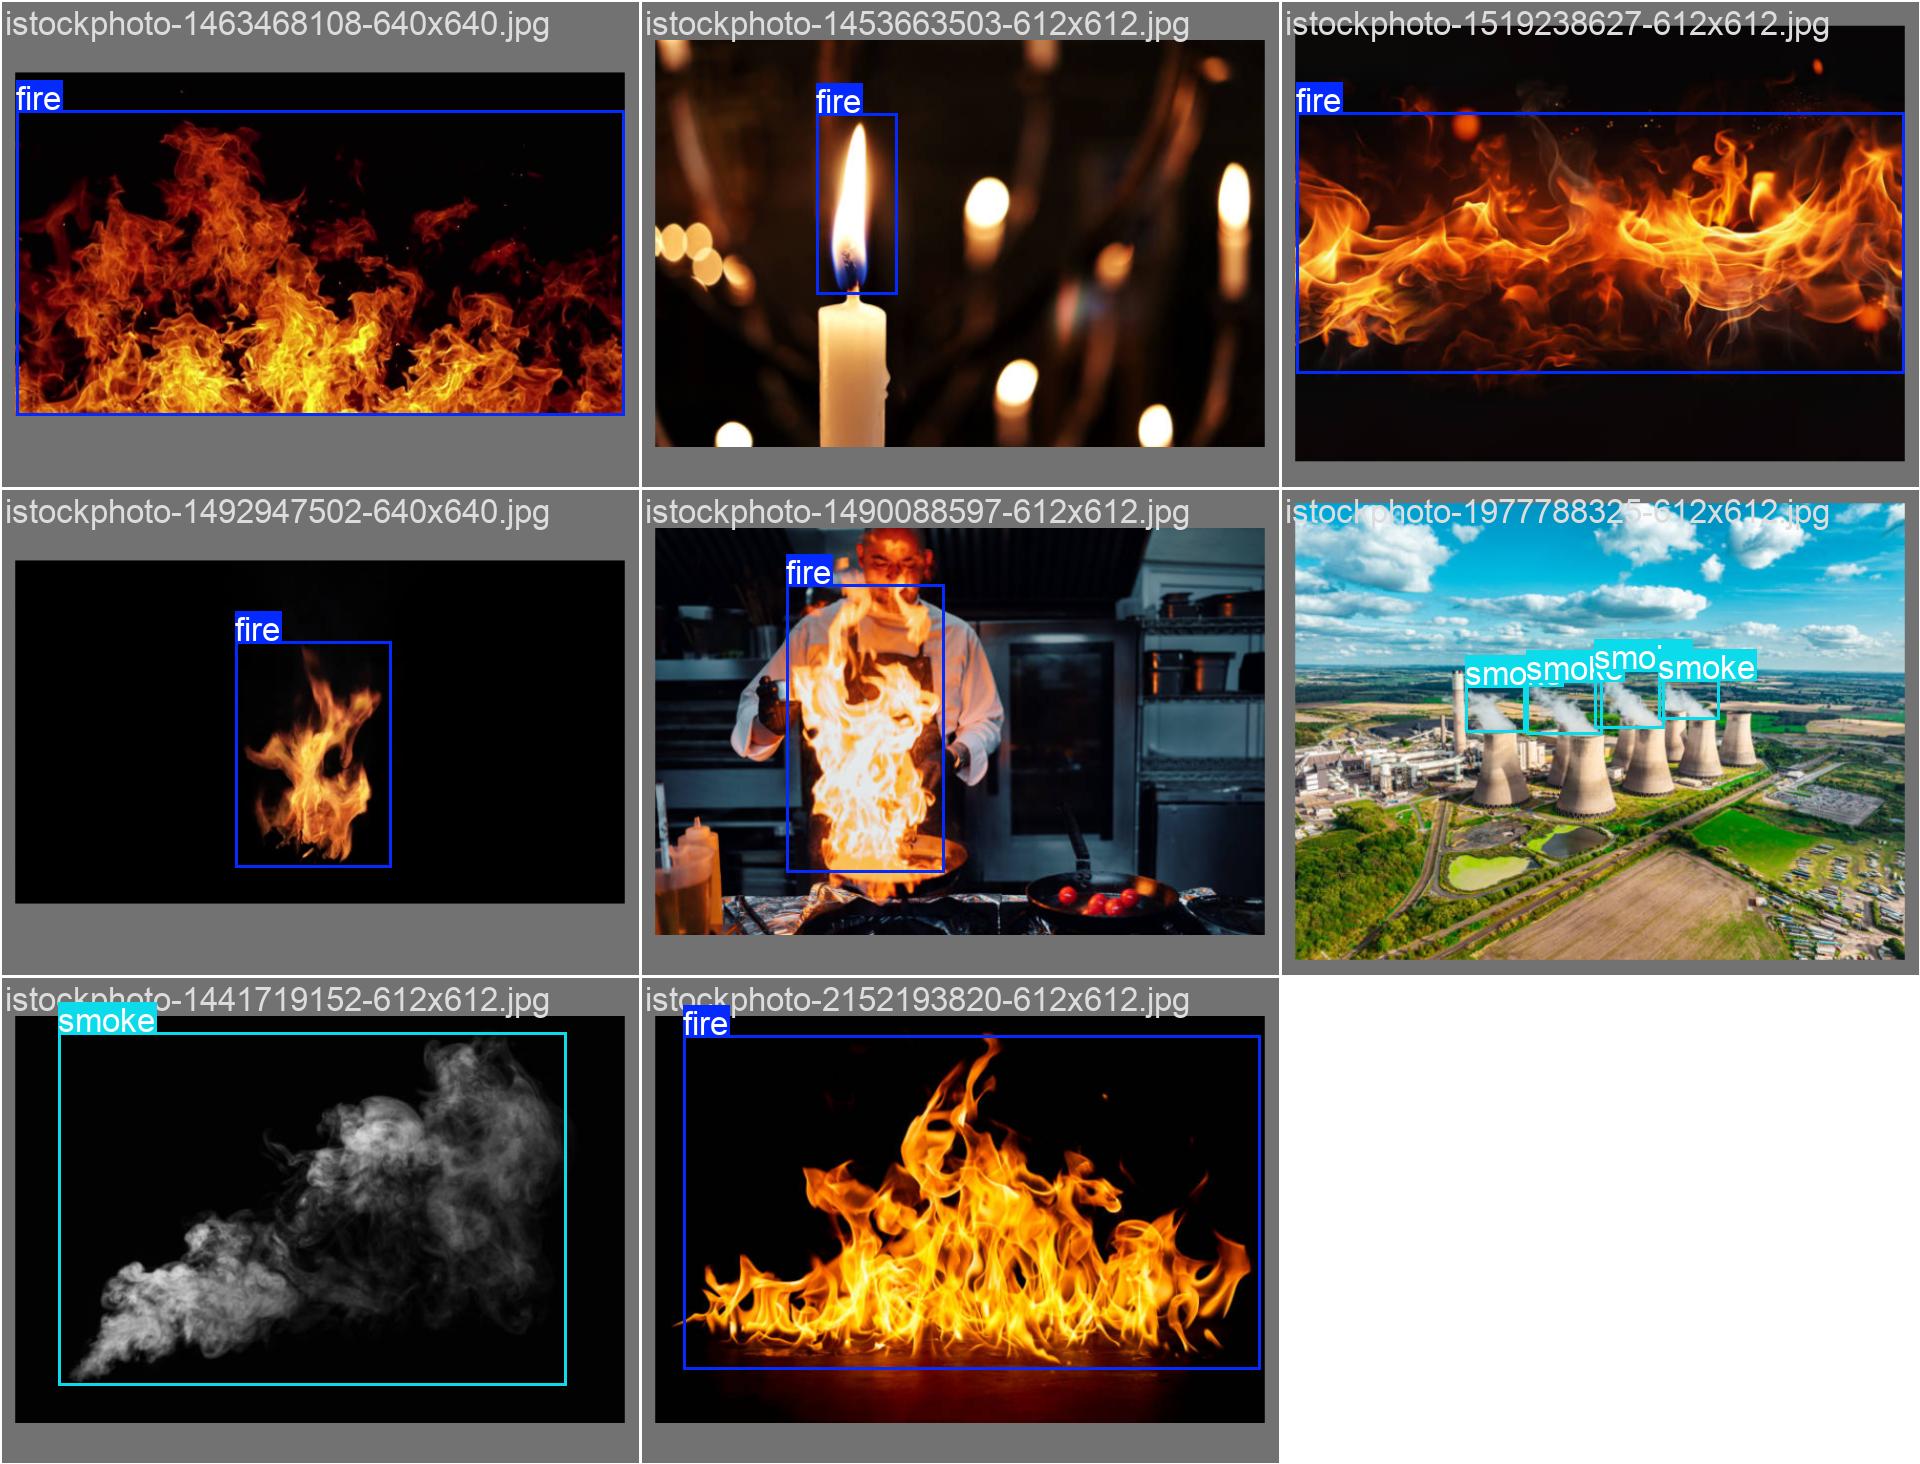 istockphoto-1463468108-640x640.jpg
fire
istockphoto-1453663503-612x612.jpg
fire
istockphoto-1519238627-612x612.jpg
fire
istockphoto-1492947502-640x640.jpg
fire
istockphoto-1490088597-612x612.jpg
fire
istockphoto-1977788325-612x612.jpg
smoke
smoke
smo
smoke
istockphoto-1441719152-612x612.jpg
smoke
istockphoto-2152193820-612x612.jpg
fire